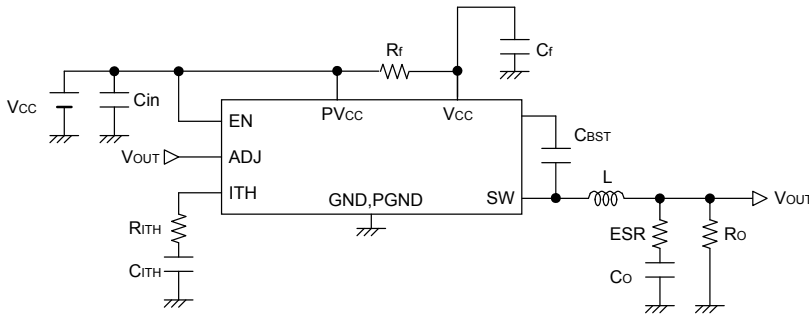 Rf
Cf
VCC
Cin
EN
PVCC
VCC
CBST
VOUT
ADJ
ITH
GND,PGND
SW
L
VOUT
RITH
CITH
ESR
RO
CO